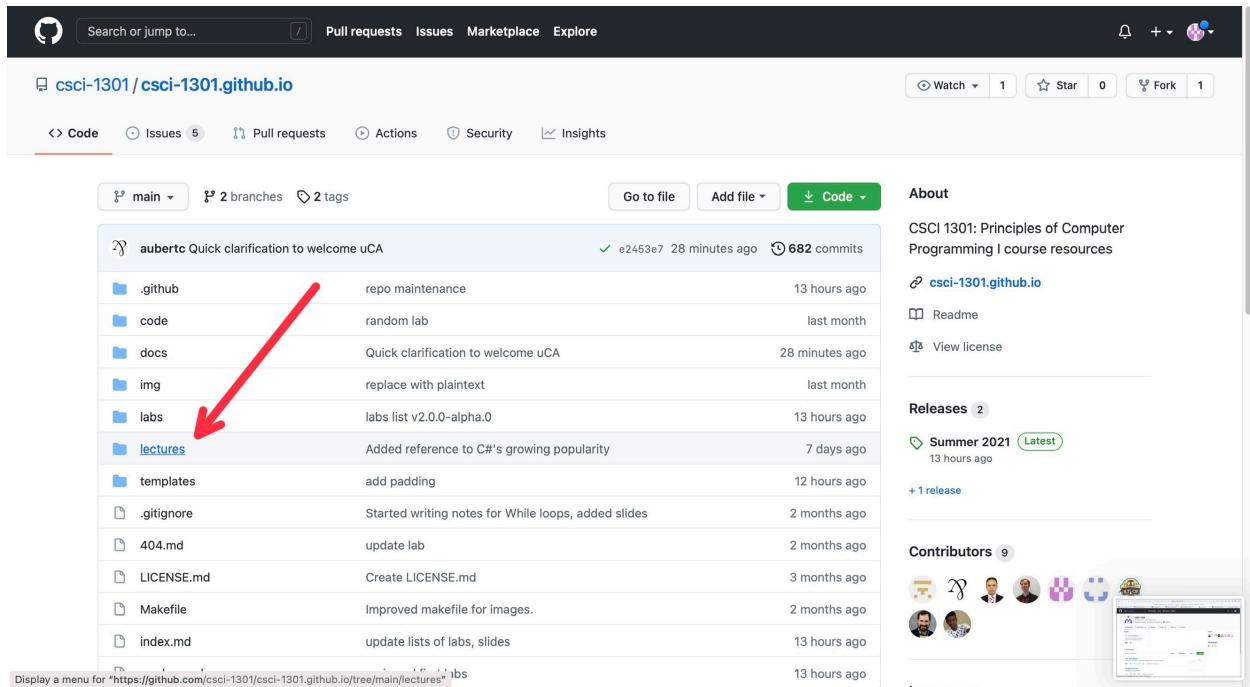 Search or jump to... / Pull requests Issues Marketplace Explore
csci-1301 / csci-1301.github.io Watch 1 Star 0 Fork 1
<> Code Issues 5 Pull requests Actions Security Insights
main 2 branches 2 tags Go to file Add file Code
aubertc Quick clarification to welcome uCA e2453e7 28 minutes ago 682 commits
.github repo maintenance 13 hours ago
code random lab last month
docs Quick clarification to welcome uCA 28 minutes ago
img replace with plaintext last month
labs labs list v2.0.0-alpha.0 13 hours ago
lectures Added reference to C#'s growing popularity 7 days ago
templates add padding 12 hours ago
.gitignore Started writing notes for While loops, added slides 2 months ago
404.md update lab 2 months ago
LICENSE.md Create LICENSE.md 3 months ago
Makefile Improved makefile for images. 2 months ago
index.md update lists of labs, slides 13 hours ago
13 hours ago
About
CSCI 1301: Principles of Computer
Programming I course resources
csci-1301.github.io
Readme
View license
Releases 2
Summer 2021 Latest
13 hours ago
+ 1 release
Contributors 9
Display a menu for "https://github.com/csci-1301/csci-1301.github.io/tree/main/lectures"